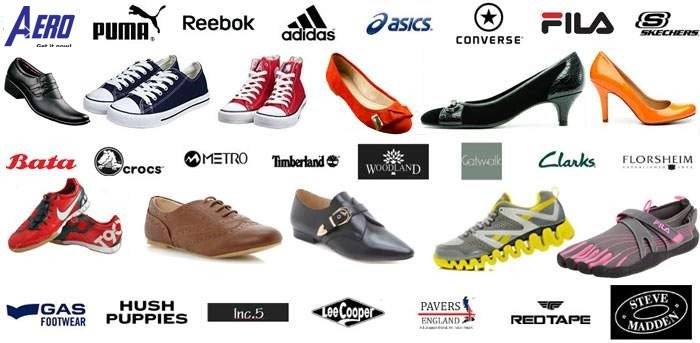 AERO
Get it now!
PUMA
Reebok
adidas
asics
CONVERSE
FILA
SKECHERS
Bata
crocs
METRO
Timberland
WOODLAND
Catwalk
Clarks
FLORSHEIM
GAS
FOOTWEAR
HUSH
PUPPIES
Inc.5
Lee Cooper
PAVERS
ENGLAND
REDTAPE
STEVE
MADDEN
FILA